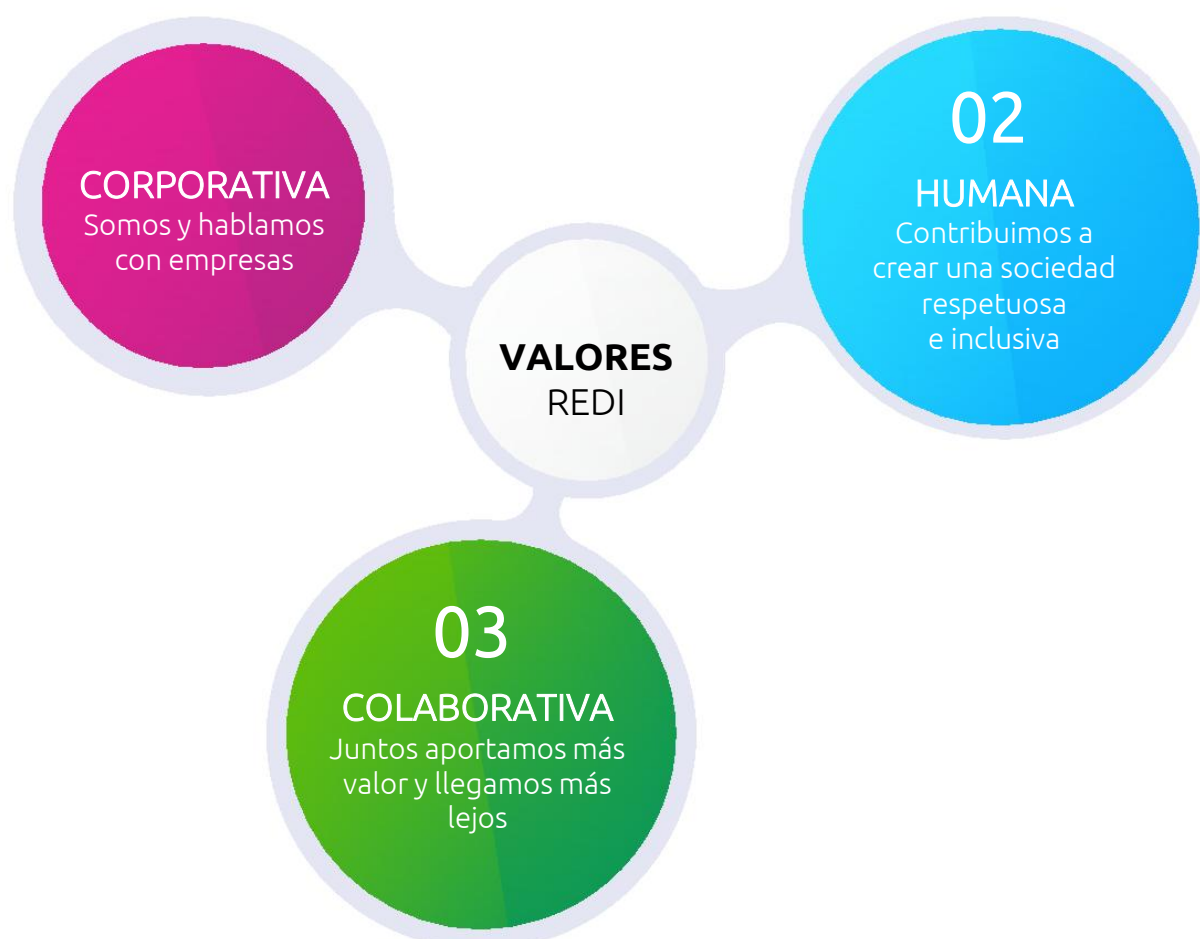 CORPORATIVA
Somos y hablamos
con empresas
02
HUMANA
Contribuimos a
crear una sociedad
respetuosa
e inclusiva
VALORES
REDI
03
COLABORATIVA
Juntos aportamos más
valor y llegamos más
lejos